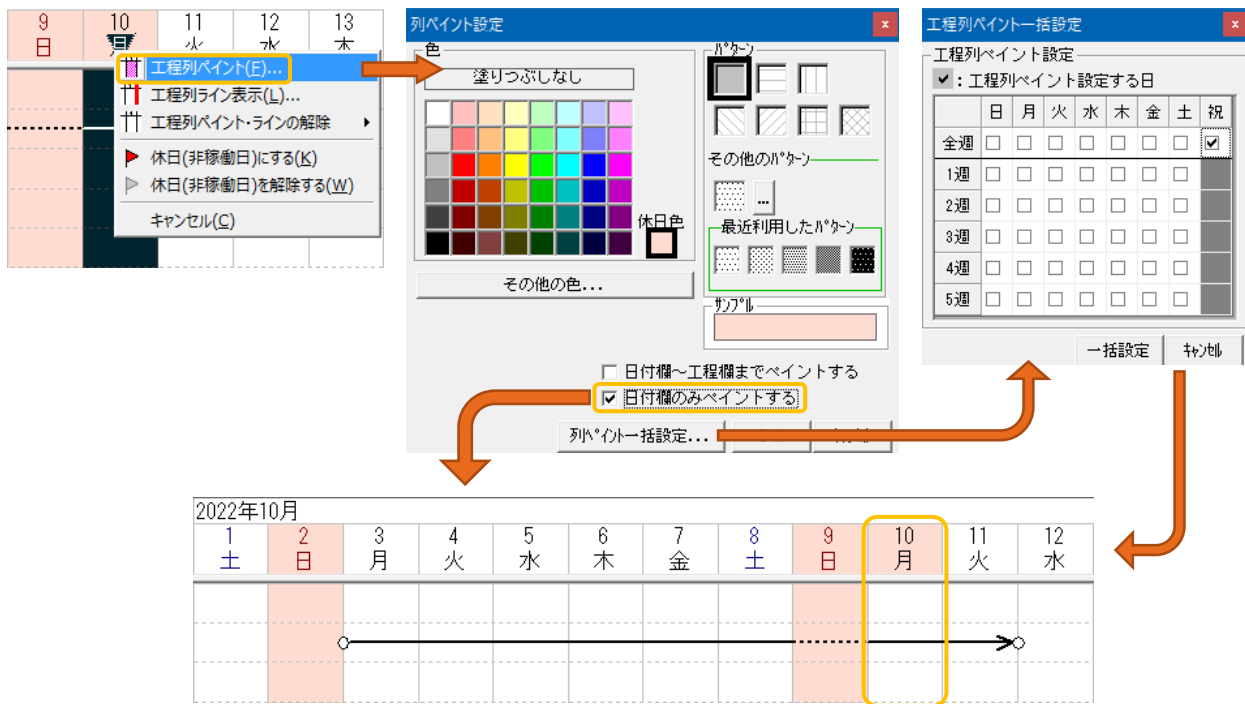 9 10 11 12 13
日 月 火 水 木
工程列ペイント(F)...
工程列ライン表示(L)...
工程列ペイント・ラインの解除
休日(非稼働日)にする(K)
休日(非稼働日)を解除する(W)
キャンセル(C)
列ペイント設定
x
色
塗りつぶしなし
休日色
その他の色...
パターン
その他のパターン
...
最近利用したパターン
サンプル
日付欄～工程欄までペイントする
日付欄のみペイントする
列ペイント一括設定...
工程列ペイント一括設定
x
工程列ペイント設定
:工程列ペイント設定する日
日 月 火 水 木 金 土 祝
全週
1週
2週
3週
4週
5週
一括設定 キャンセル
2022年10月
1 2 3 4 5 6 7 8 9 10 11 12
土 日 月 火 水 木 金 土 日 月 火 水